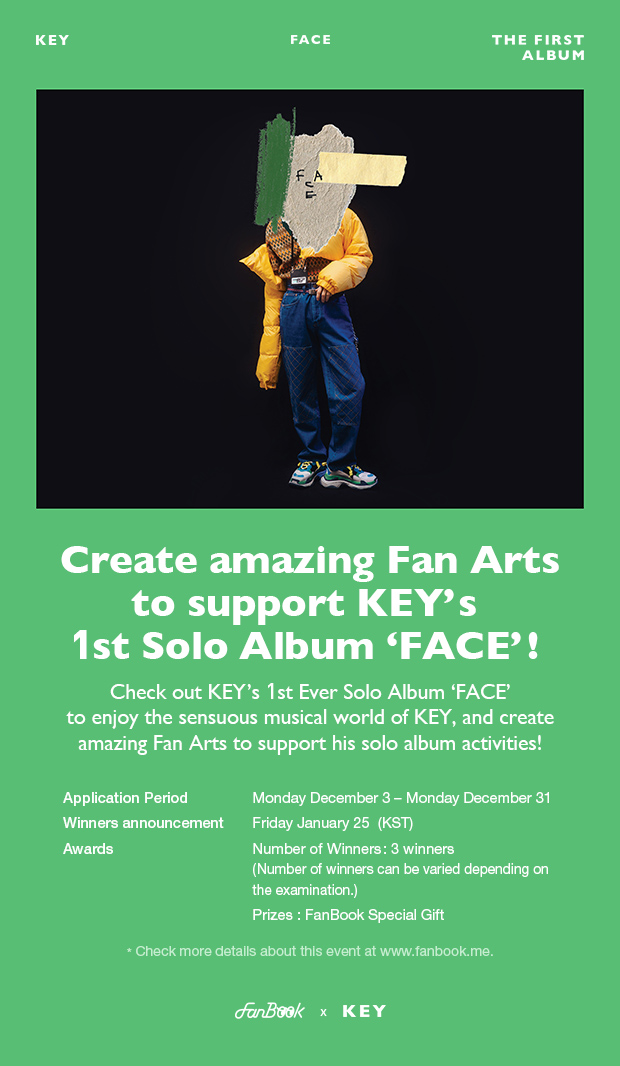 KEY
FACE
THE FIRST
ALBUM
F A
C
E
Create amazing Fan Arts
to support KEY's
1st Solo Album ‘FACE’!
Check out KEY's 1st Ever Solo Album ‘FACE’
to enjoy the sensuous musical world of KEY, and create
amazing Fan Arts to support his solo album activities!
Application Period Monday December 3 – Monday December 31
Winners announcement Friday January 25 (KST)
Awards Number of Winners : 3 winners
(Number of winners can be varied depending on
the examination.)
Prizes : FanBook Special Gift
* Check more details about this event at www.fanbook.me.
FanBook x KEY